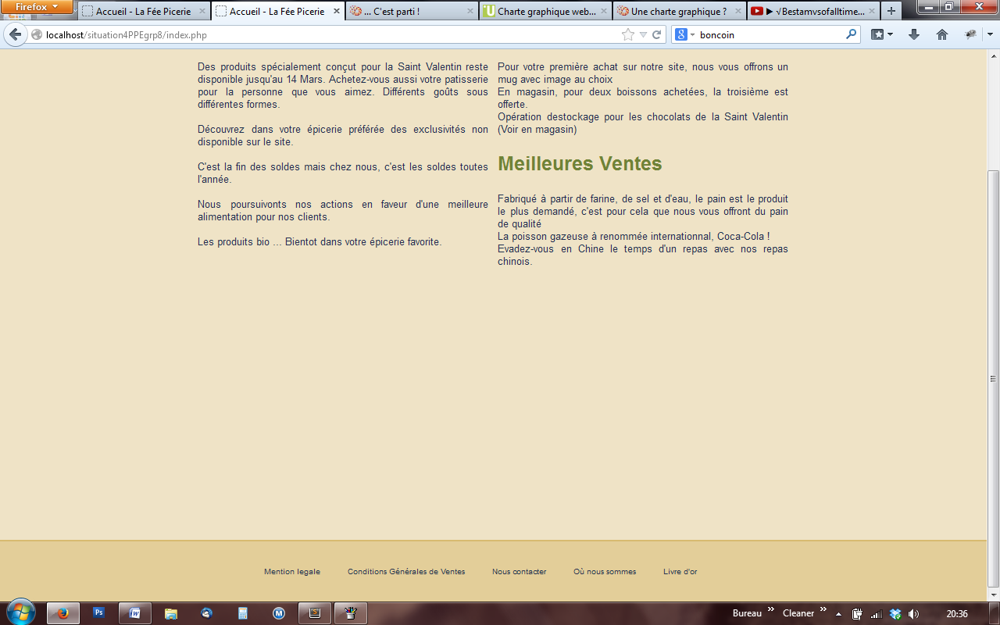 Firefox
Accueil - La Fée Picerie
Accueil - La Fée Picerie
... C'est parti !
Charte graphique web...
Une charte graphique ?
▶ √Bestamvsofalltime...
localhost/situation4PPEgrp8/index.php
boncoin
Des produits spécialement conçut pour la Saint Valentin reste
disponible jusqu'au 14 Mars. Achetez-vous aussi votre patisserie
pour la personne que vous aimez. Différents goûts sous
différentes formes.
Découvrez dans votre épicerie préférée des exclusivités non
disponible sur le site.
C'est la fin des soldes mais chez nous, c'est les soldes toutes
l'année.
Nous poursuivonts nos actions en faveur d'une meilleure
alimentation pour nos clients.
Les produits bio ... Bientot dans votre épicerie favorite.
Pour votre première achat sur notre site, nous vous offrons un
mug avec image au choix
En magasin, pour deux boissons achetées, la troisième est
offerte.
Opération destockage pour les chocolats de la Saint Valentin
(Voir en magasin)
Meilleures Ventes
Fabriqué à partir de farine, de sel et d'eau, le pain est le produit
le plus demandé, c'est pour cela que nous vous offront du pain
de qualité
La poisson gazeuse à renommée internationnal, Coca-Cola !
Evadez-vous en Chine le temps d'un repas avec nos repas
chinois.
Mention legale
Conditions Générales de Ventes
Nous contacter
Où nous sommes
Livre d'or
Bureau
Cleaner
20:36